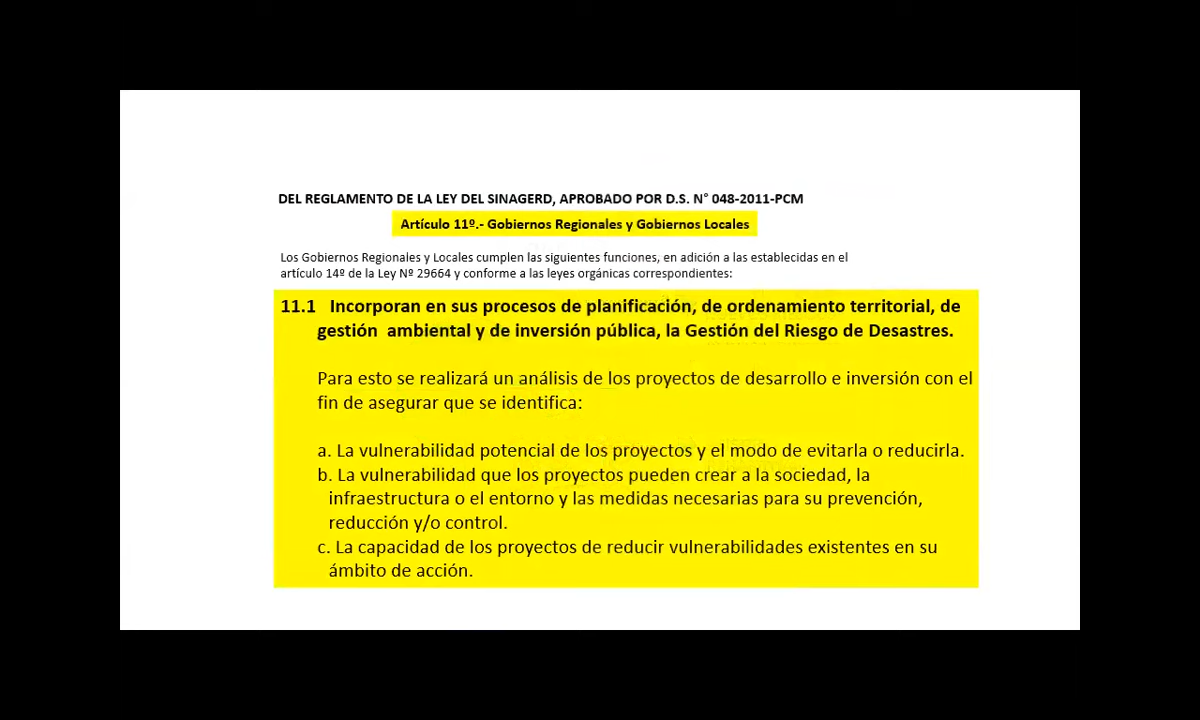 DEL REGLAMENTO DE LA LEY DEL SINAGERD, APROBADO POR D.S. N° 048-2011-PCM
Artículo 11º.- Gobiernos Regionales y Gobiernos Locales
Los Gobiernos Regionales y Locales cumplen las siguientes funciones, en adición a las establecidas en el
artículo 14º de la Ley Nº 29664 y conforme a las leyes orgánicas correspondientes:
11.1 Incorporan en sus procesos de planificación, de ordenamiento territorial, de
gestión ambiental y de inversión pública, la Gestión del Riesgo de Desastres.
Para esto se realizará un análisis de los proyectos de desarrollo e inversión con el
fin de asegurar que se identifica:
a. La vulnerabilidad potencial de los proyectos y el modo de evitarla o reducirla.
b. La vulnerabilidad que los proyectos pueden crear a la sociedad, la
infraestructura o el entorno y las medidas necesarias para su prevención,
reducción y/o control.
c. La capacidad de los proyectos de reducir vulnerabilidades existentes en su
ámbito de acción.